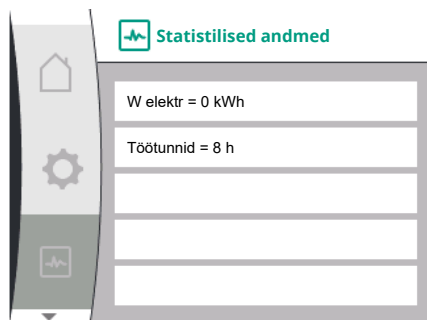 Statistilised andmed
W elektr = 0 kWh
Töötunnid = 8 h